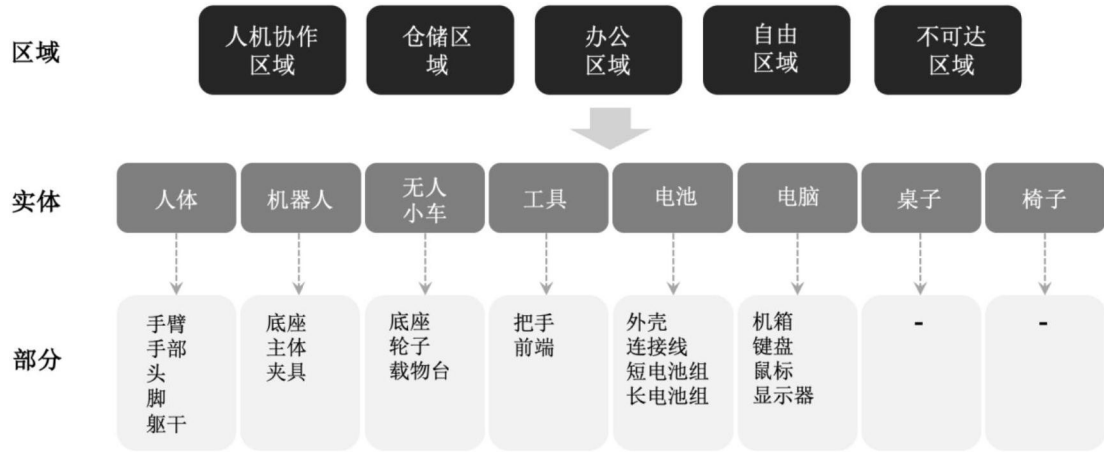 区域
人机协作
区域
仓储区
域
办公
区域
自由
区域
不可达
区域
实体
人体
机器人
无人
小车
工具
电池
电脑
桌子
椅子
部分
手臂
手部
头
脚
躯干
底座
主体
夹具
底座
轮子
载物台
把手
前端
外壳
连接线
短电池组
长电池组
机箱
键盘
鼠标
显示器
-
-